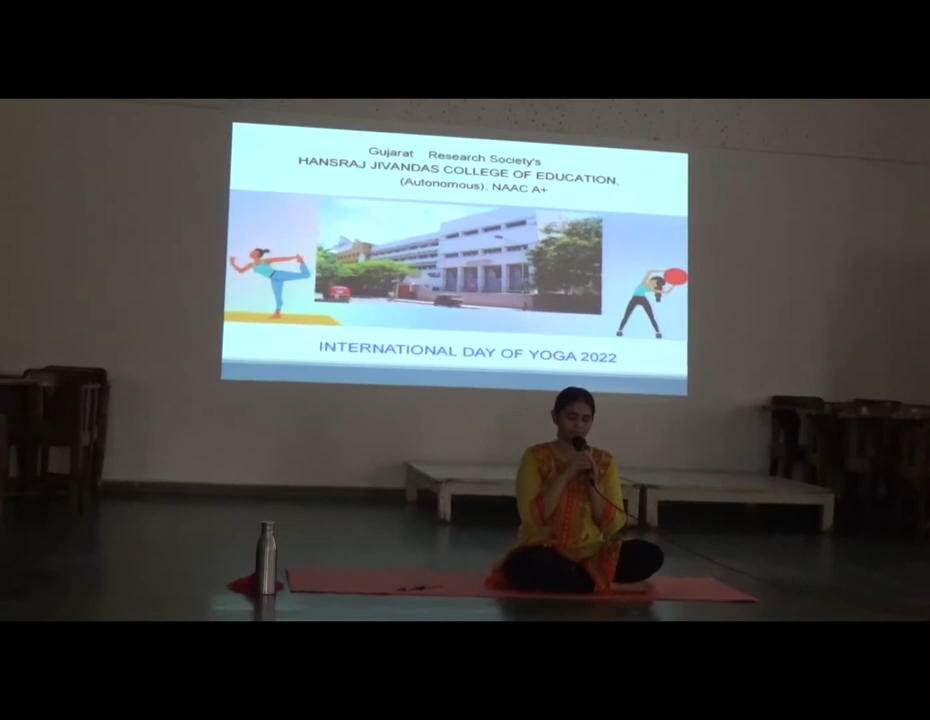 Gujarat Research Society's
HANSRAJ JIVANDAS COLLEGE OF EDUCATION,
(Autonomous), NAAC A+
INTERNATIONAL DAY OF YOGA 2022